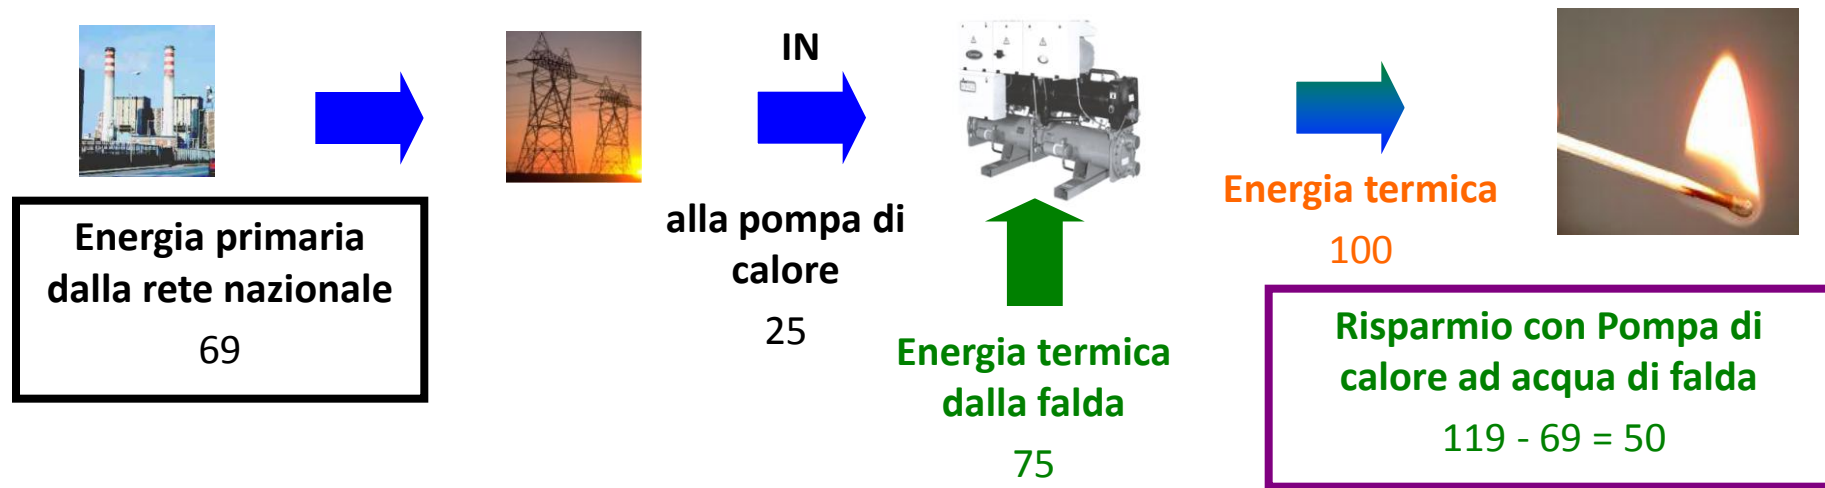 IN
Energia primaria
dalla rete nazionale
69
alla pompa di
calore
25
Energia termica
dalla falda
75
Energia termica
100
Risparmio con Pompa di
calore ad acqua di falda
119 - 69 = 50